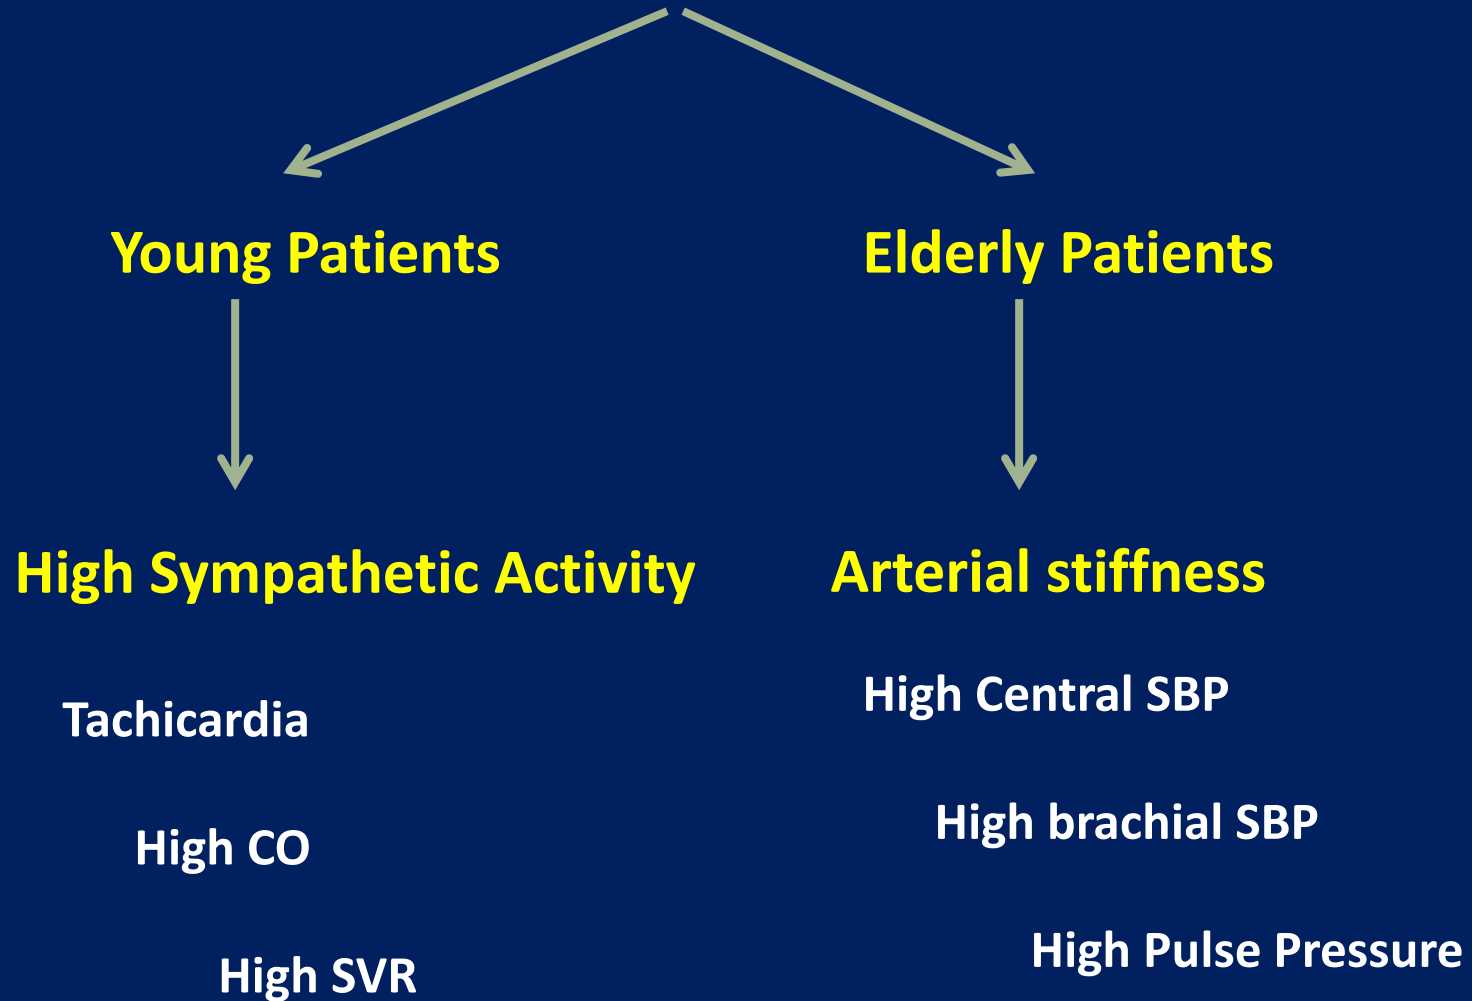 Young Patients
Elderly Patients
High Sympathetic Activity
Arterial stiffness
Tachicardia
High CO
High SVR
High Central SBP
High brachial SBP
High Pulse Pressure